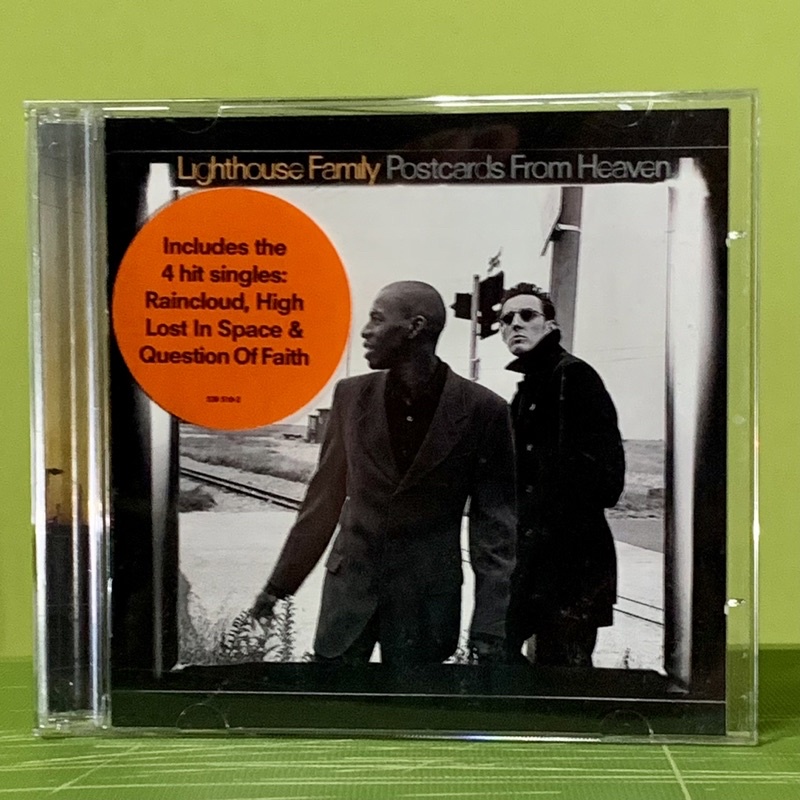 Lighthouse Family Postcards From Heaven
Includes the
4 hit singles:
Raincloud, High
Lost In Space &
Question Of Faith